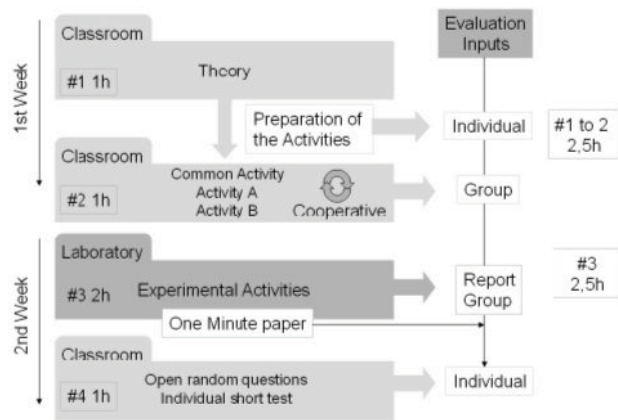 1st Week
Classroom
#1 1h
Theory
Preparation of
the Activities
Evaluation
Inputs
Individual
#1 to 2
2,5h
Classroom
#2 1h
Common Activity
Activity A
Activity B
Cooperative
Group
2nd Week
Laboratory
#3 2h
Experimental Activities
Report
Group
#3
2,5h
One Minute paper
Classroom
#4 1h
Open random questions
Individual short test
Individual